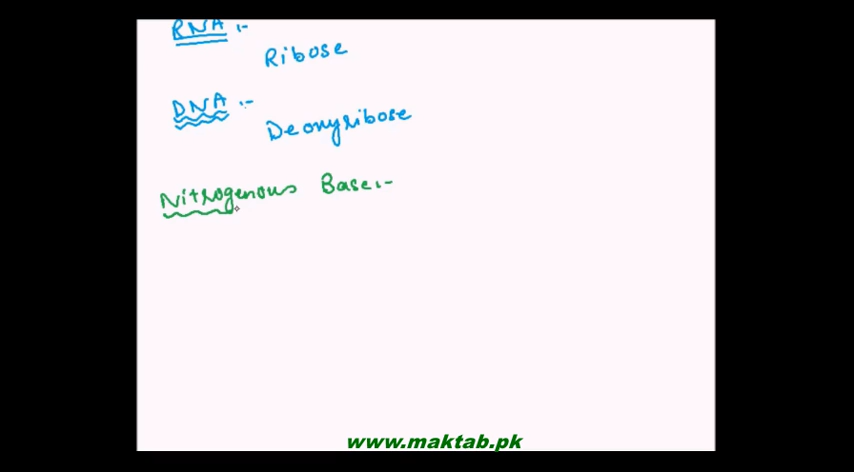 RNA :-
Ribose
DNA :-
Deoxyribose
Nitrogenous Base:-
www.maktab.pk